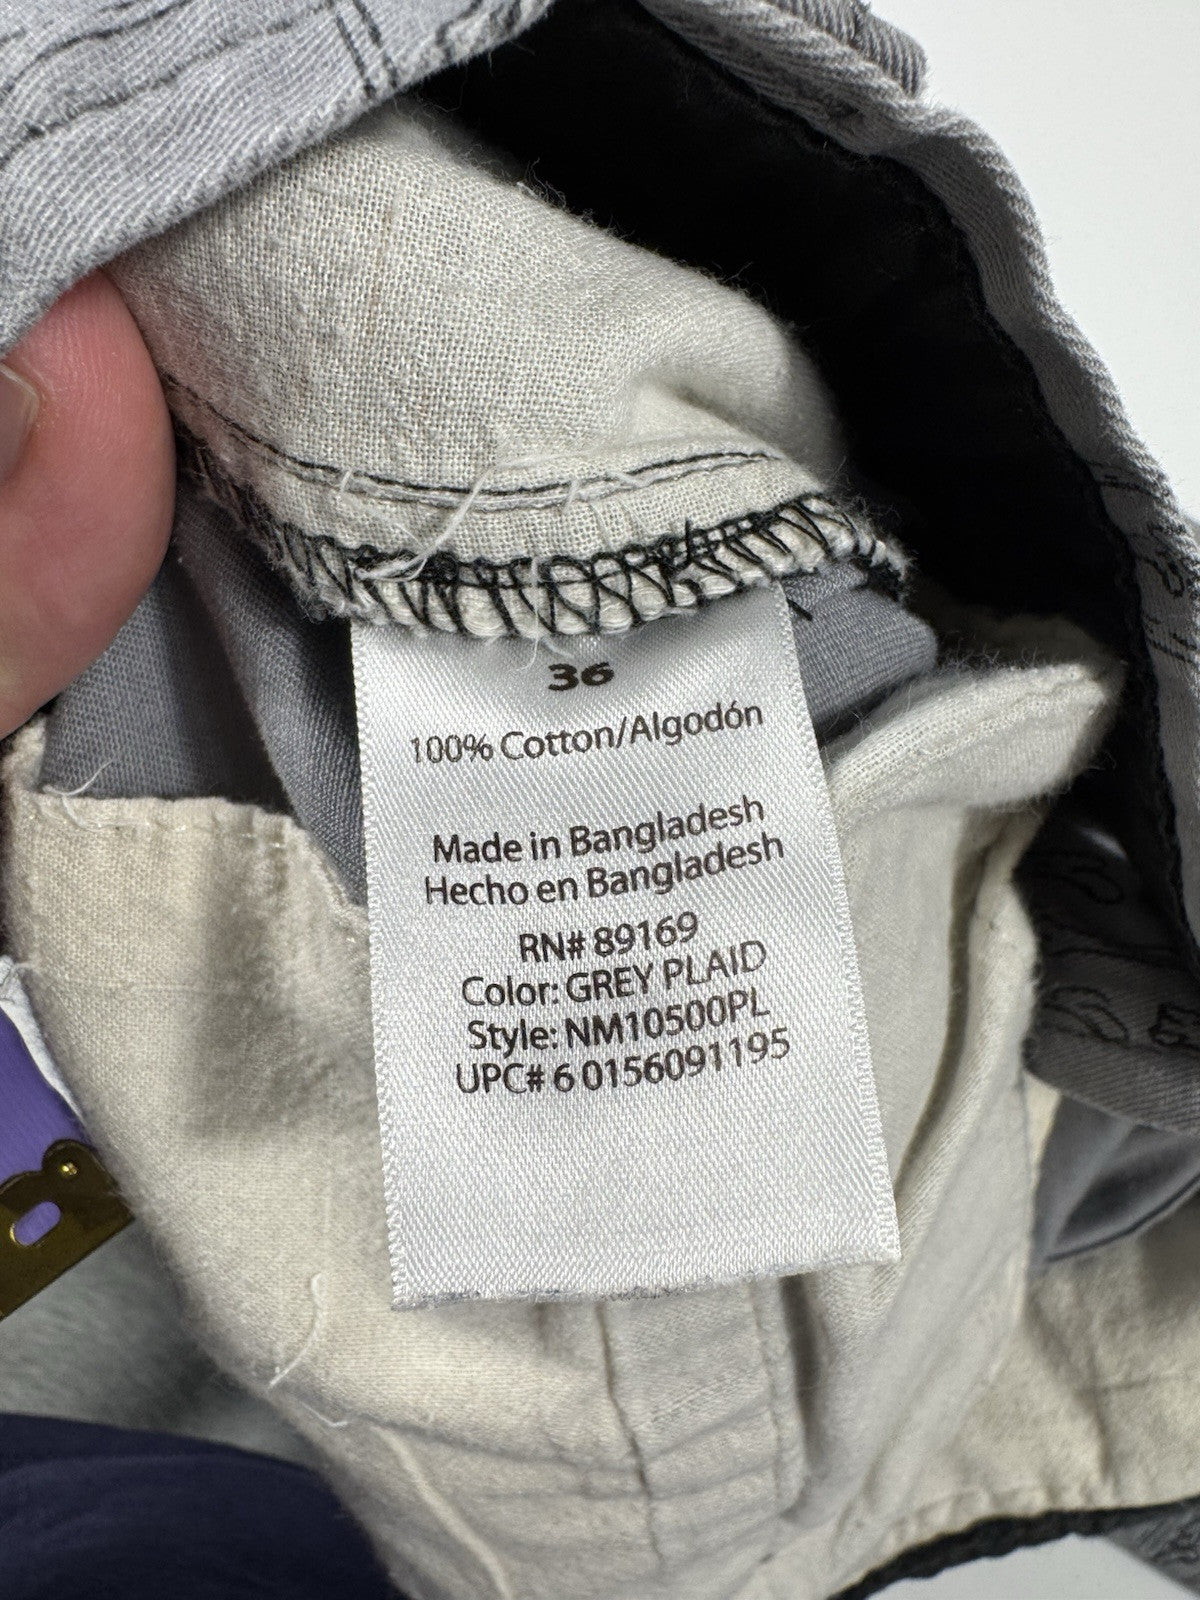 36
100% Cotton/Algodón
Made in Bangladesh
Hecho en Bangladesh
RN# 89169
Color: GREY PLAID
Style: NM10500PL
UPC# 6 0156091195